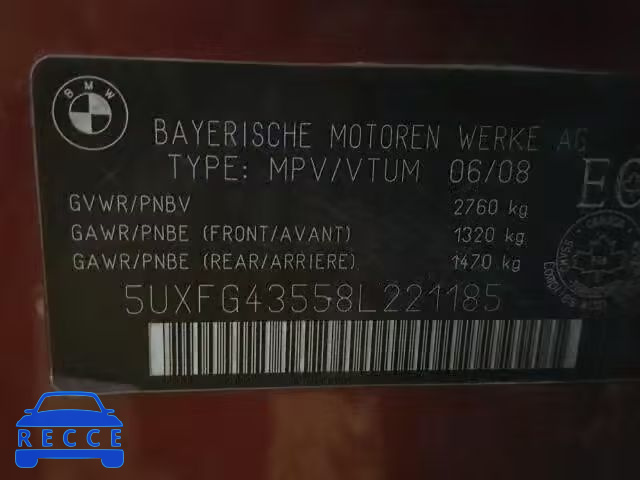 BMW
BAYERISCHE MOTOREN WERKE AG
TYPE: MPV/VTUM 06/08
GVWR/PNBV 2760 kg
GAWR/PNBE (FRONT/AVANT) 1320 kg
GAWR/PNBE (REAR/ARRIERE) 1470 kg
5UXFG43558L221185
RECCE